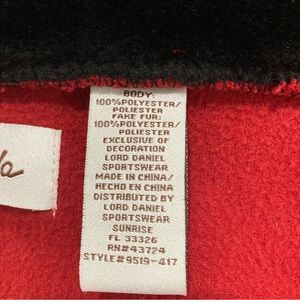 BODY:
100%POLYESTER/
POLIESTER
FAKE FUR:
100%POLYESTER/
POLIESTER
EXCLUSIVE OF
DECORATION
LORD DANIEL
SPORTSWEAR
MADE IN CHINA/
HECHO EN CHINA
DISTRIBUTED BY
LORD DANIEL
SPORTSWEAR
SUNRISE
FL 33326
RN#43724
STYLE#9519-417